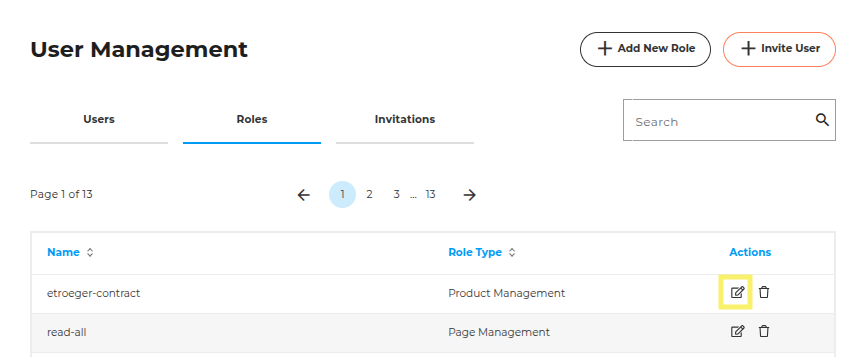 User Management
Add New Role
Invite User
Users
Roles
Invitations
Search
Page 1 of 13
1 2 3 ... 13
Name Role Type Actions
etroeger-contract Product Management
read-all Page Management